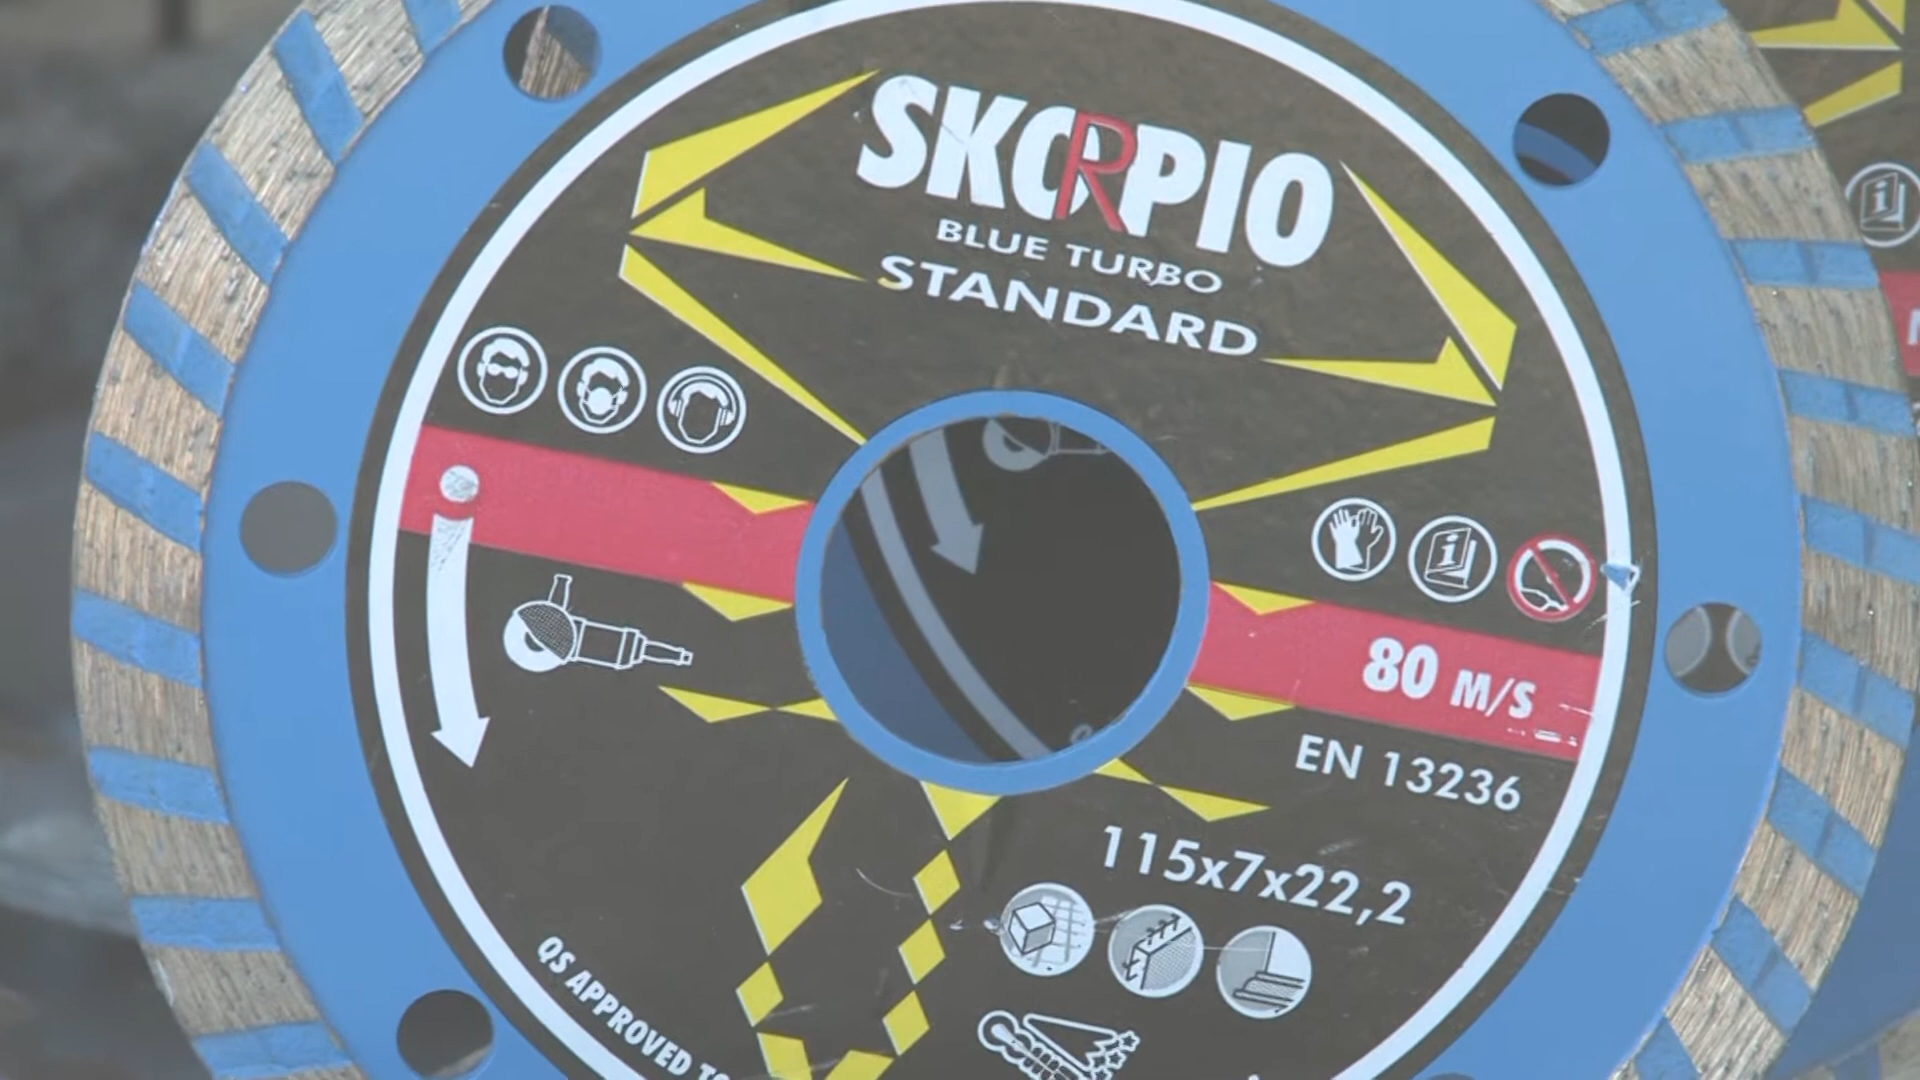 SKORPIO
BLUE TURBO
STANDARD
80 M/S
EN 13236
115x7x22,2
QS APPROVED